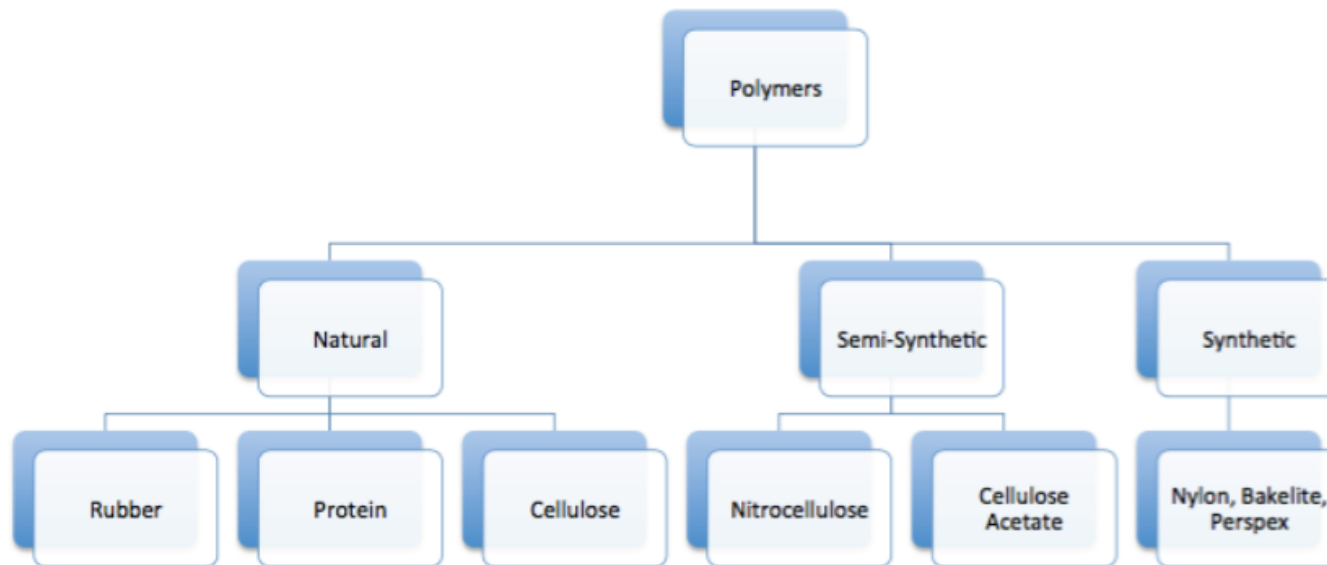 Polymers
Natural
Semi-Synthetic
Synthetic
Rubber
Protein
Cellulose
Nitrocellulose
Cellulose
Acetate
Nylon, Bakelite,
Perspex